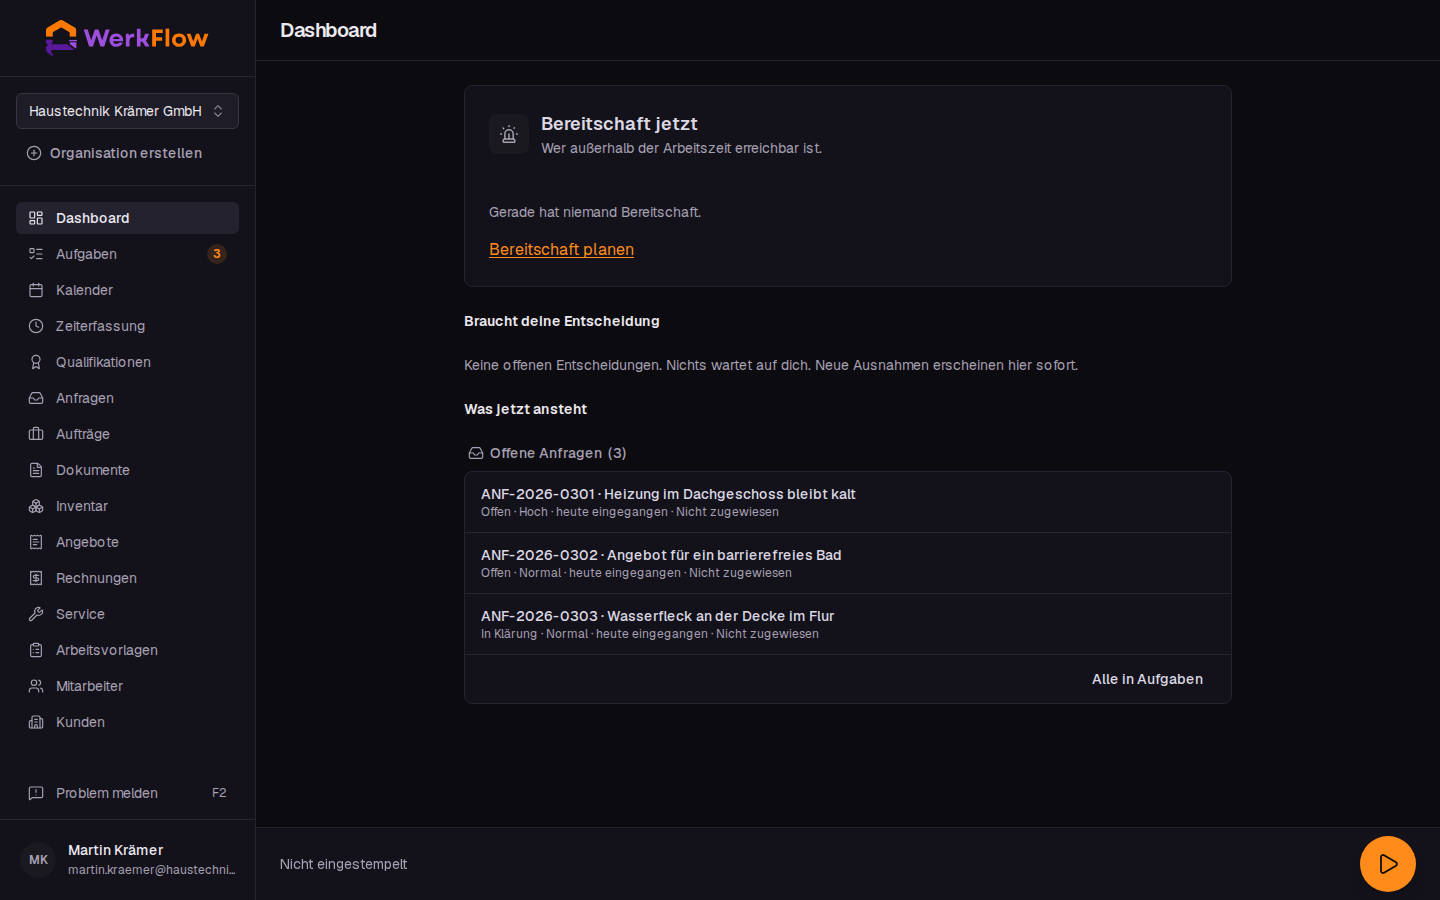 WerkFlow
Haustechnik Krämer GmbH
Organisation erstellen
Dashboard
Aufgaben 3
Kalender
Zeiterfassung
Qualifikationen
Anfragen
Aufträge
Dokumente
Inventar
Angebote
Rechnungen
Service
Arbeitsvorlagen
Mitarbeiter
Kunden
Problem melden F2
MK
Martin Krämer
martin.kraemer@haustechni...
Dashboard
Bereitschaft jetzt
Wer außerhalb der Arbeitszeit erreichbar ist.
Gerade hat niemand Bereitschaft.
Bereitschaft planen
Braucht deine Entscheidung
Keine offenen Entscheidungen. Nichts wartet auf dich. Neue Ausnahmen erscheinen hier sofort.
Was jetzt ansteht
Offene Anfragen (3)
ANF-2026-0301 · Heizung im Dachgeschoss bleibt kalt
Offen · Hoch · heute eingegangen · Nicht zugewiesen
ANF-2026-0302 · Angebot für ein barrierefreies Bad
Offen · Normal · heute eingegangen · Nicht zugewiesen
ANF-2026-0303 · Wasserfleck an der Decke im Flur
In Klärung · Normal · heute eingegangen · Nicht zugewiesen
Alle in Aufgaben
Nicht eingestempelt